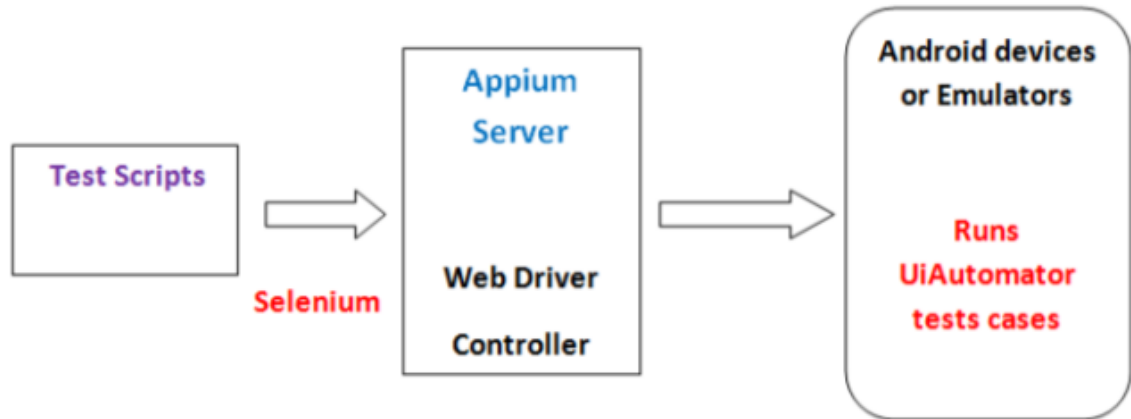 Test Scripts
Selenium
Appium
Server
Web Driver
Controller
Android devices
or Emulators
Runs
UiAutomator
tests cases